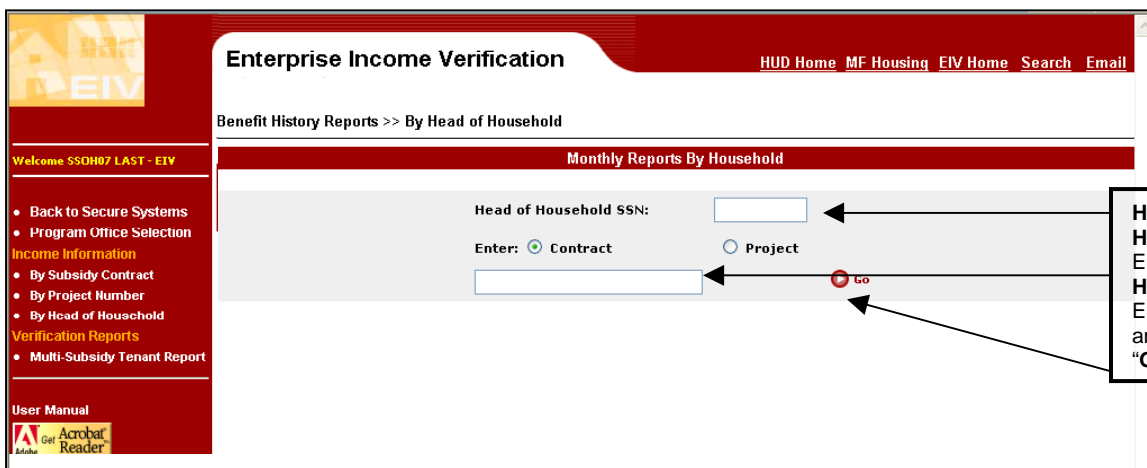 EIV
Enterprise Income Verification
HUD Home MF Housing EIV Home Search Email
Benefit History Reports >> By Head of Household
Welcome SSOH07 LAST - EIV
Monthly Reports By Household
• Back to Secure Systems
• Program Office Selection
Income Information
• By Subsidy Contract
• By Project Number
• By Head of Household
Verification Reports
• Multi-Subsidy Tenant Report
User Manual
Adobe Get Acrobat Reader
Head of Household SSN:
Enter: Contract Project
Go